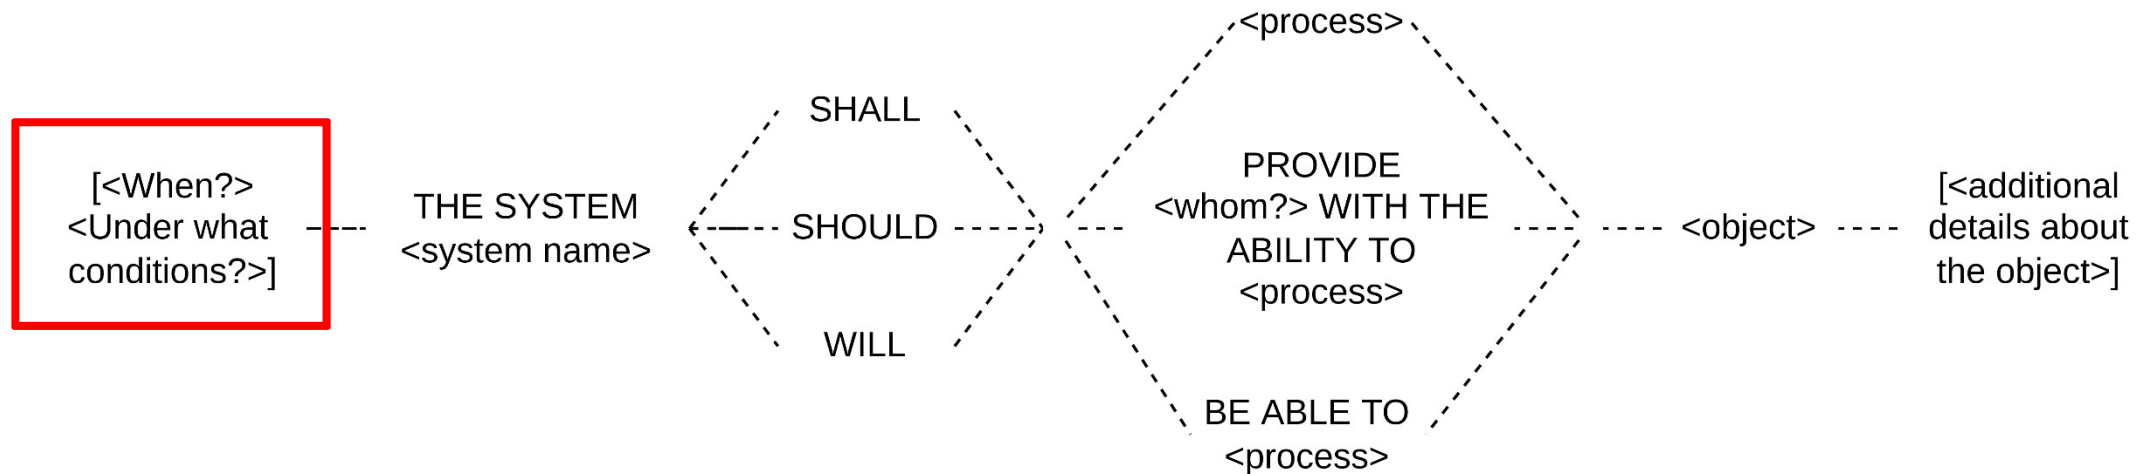 [<When?>
<Under what
conditions?>]
THE SYSTEM
<system name>
SHALL
SHOULD
WILL
<process>
PROVIDE
<whom?> WITH THE
ABILITY TO
<process>
BE ABLE TO
<process>
<object>
[<additional
details about
the object>]